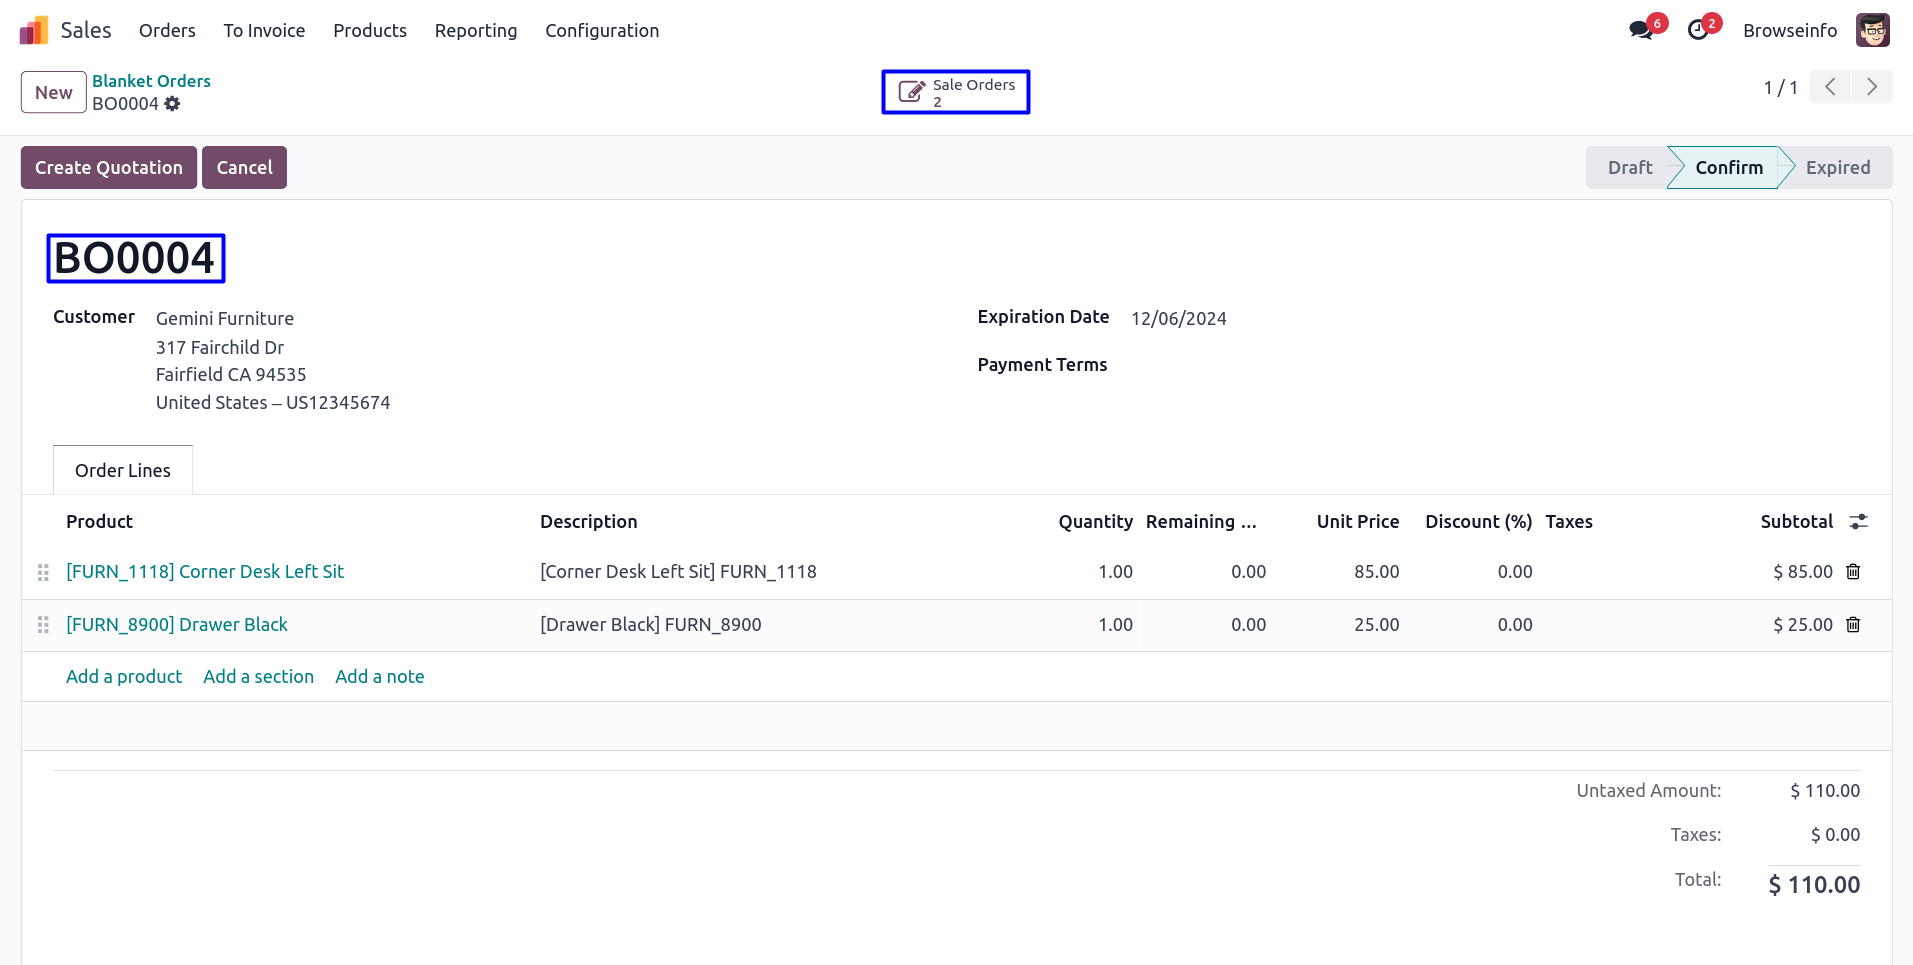 Sales Orders To Invoice Products Reporting Configuration 6 2 Browseinfo
New Blanket Orders Sale Orders 1 / 1
BO0004 2
Create Quotation Cancel Draft Confirm Expired
BO0004
Customer Gemini Furniture Expiration Date 12/06/2024
317 Fairchild Dr
Fairfield CA 94535 Payment Terms
United States – US12345674
Order Lines
Product Description Quantity Remaining ... Unit Price Discount (%) Taxes Subtotal
[FURN_1118] Corner Desk Left Sit [Corner Desk Left Sit] FURN_1118 1.00 0.00 85.00 0.00 $ 85.00
[FURN_8900] Drawer Black [Drawer Black] FURN_8900 1.00 0.00 25.00 0.00 $ 25.00
Add a product Add a section Add a note
Untaxed Amount: $ 110.00
Taxes: $ 0.00
Total: $ 110.00